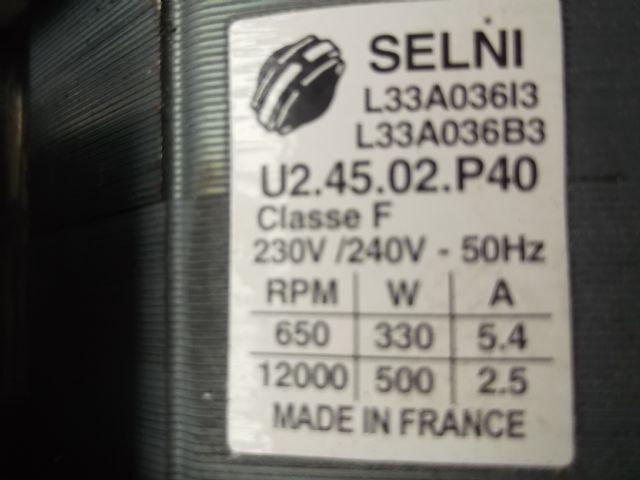 SELNI
L33A036I3
L33A036B3
U2.45.02.P40
Classe F
230V /240V - 50Hz
RPM W A
650 330 5.4
12000 500 2.5
MADE IN FRANCE